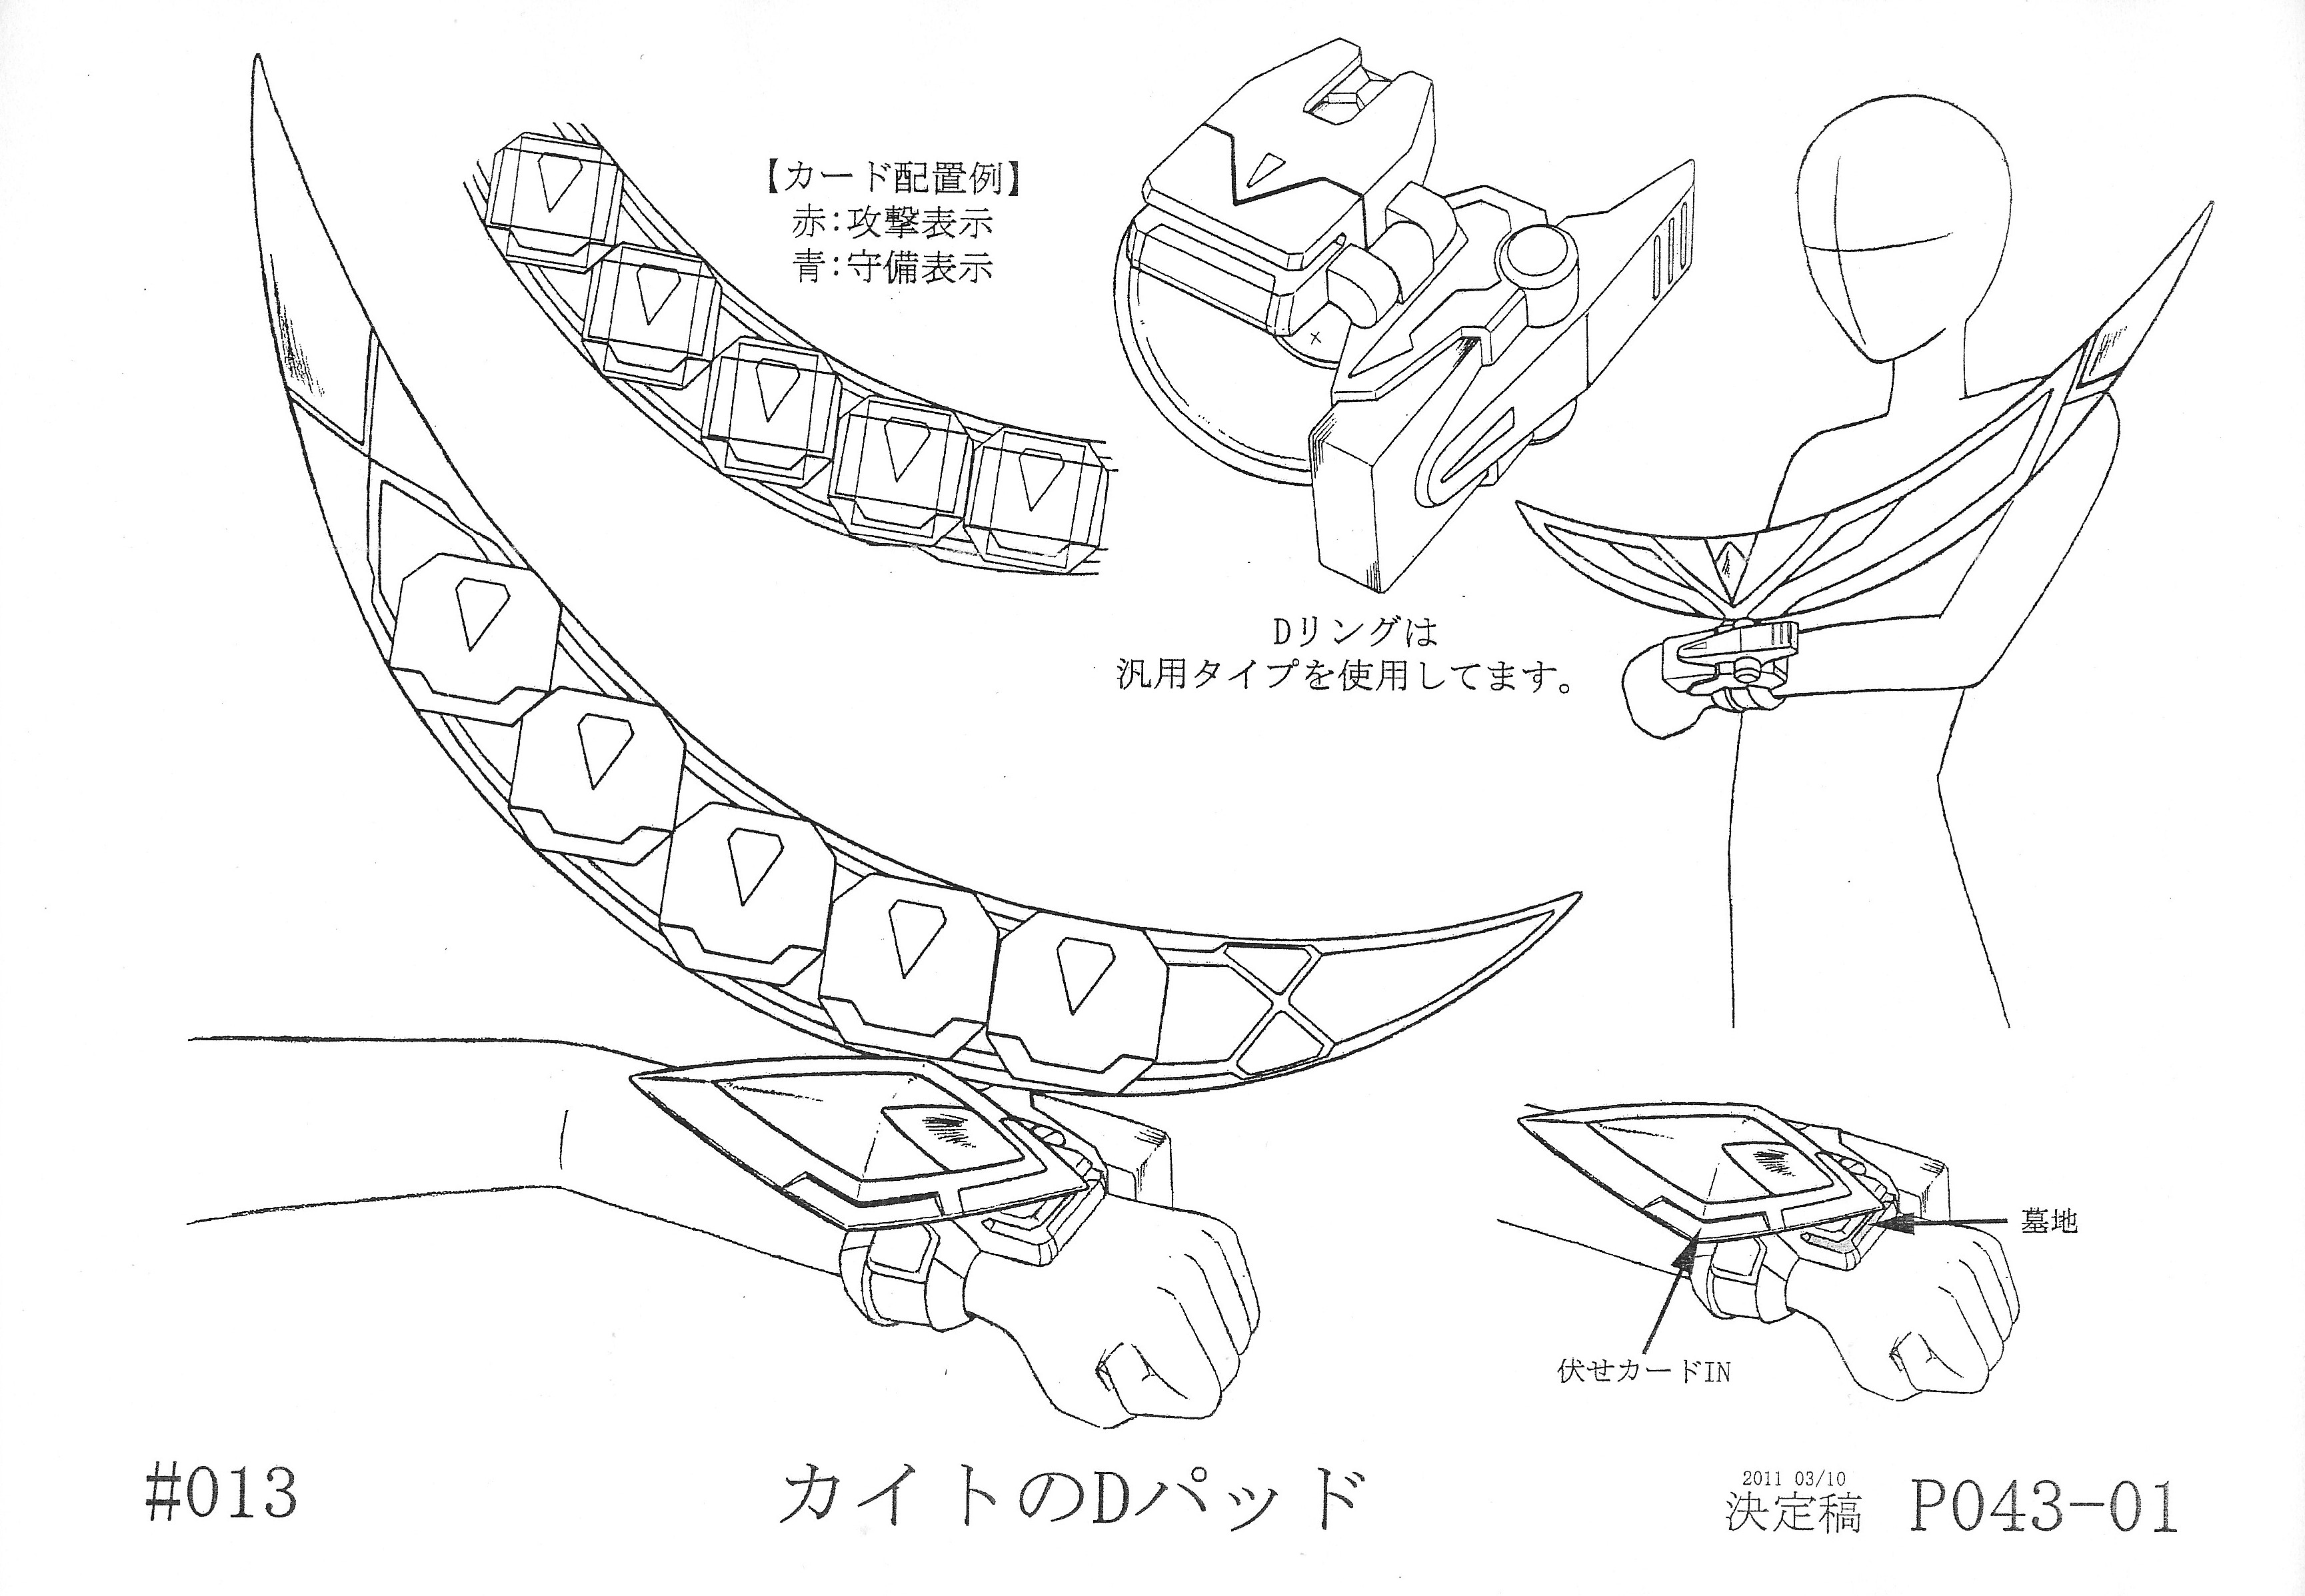 【カード配置例】
赤:攻撃表示
青:守備表示
Dリングは
汎用タイプを使用してます。
墓地
伏せカードIN
#013
カイトのDパッド
2011 03/10
決定稿
P043-01